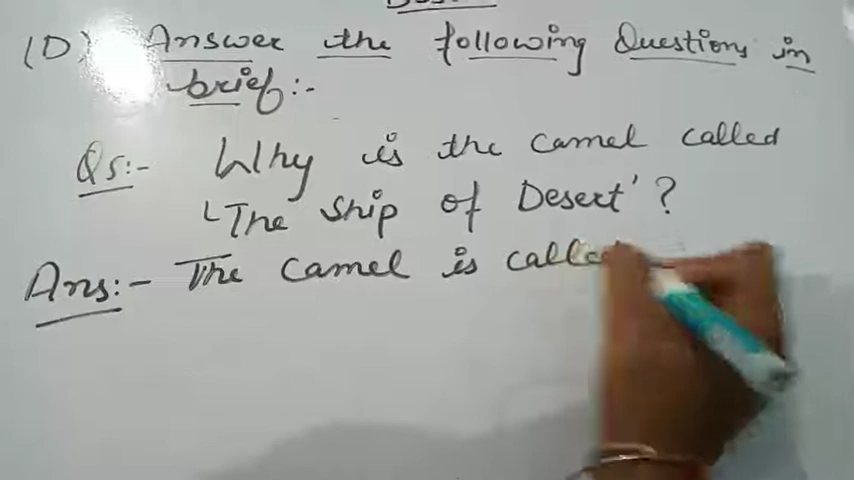 (D) Answer the following Questions in
brief:-
Qs:- Why is the camel called
'The Ship of Desert'?
Ans:- The camel is called